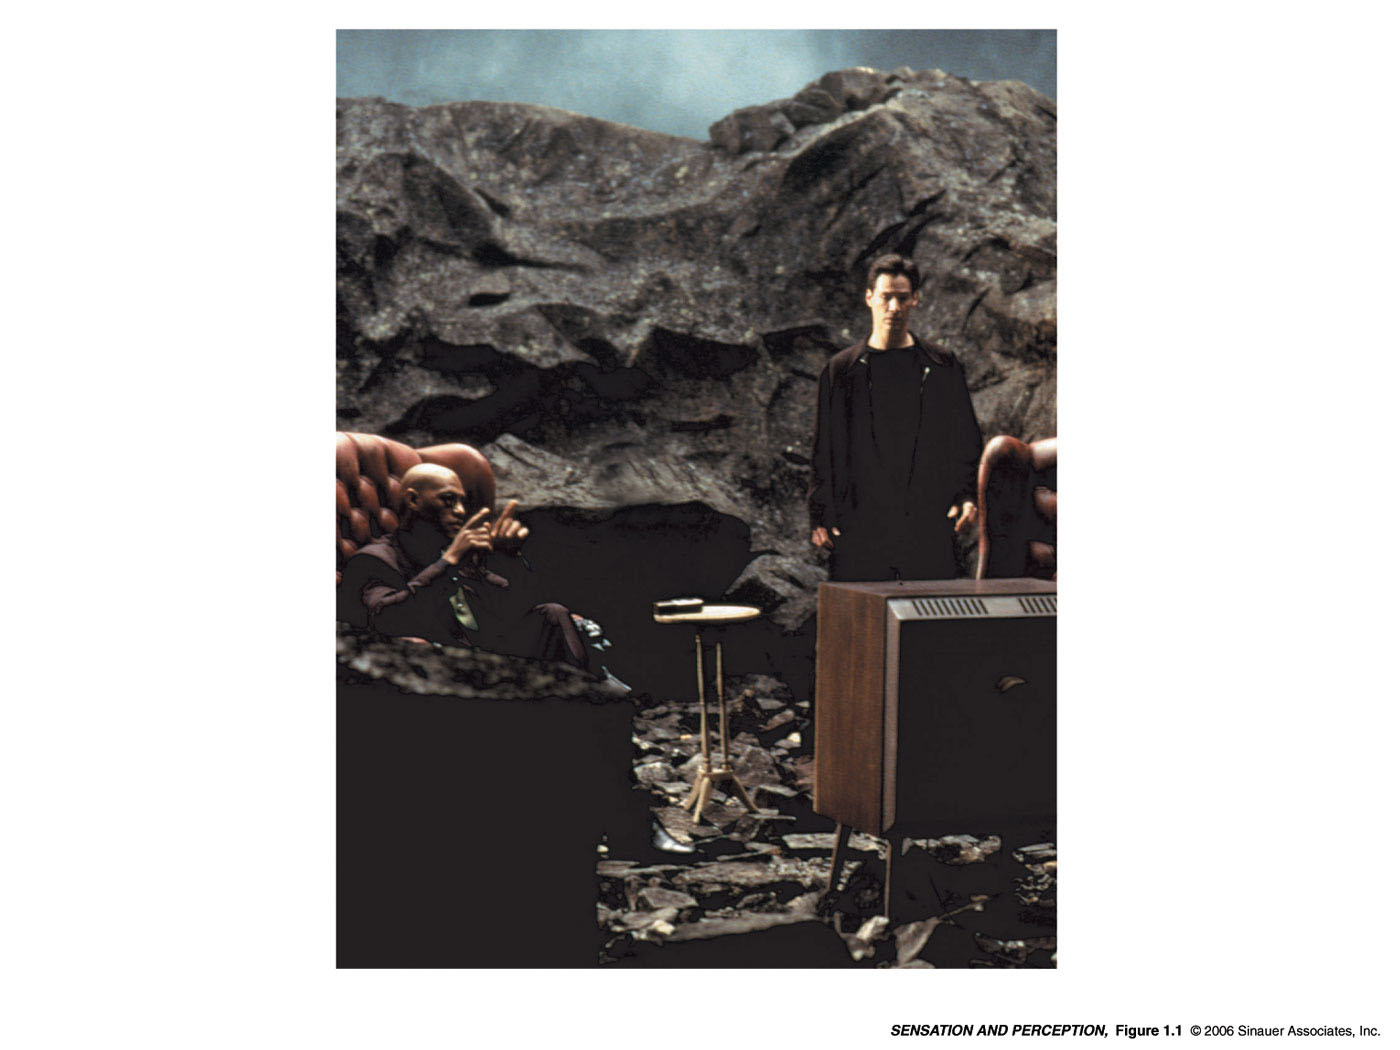 SENSATION AND PERCEPTION, Figure 1.1 © 2006 Sinauer Associates, Inc.